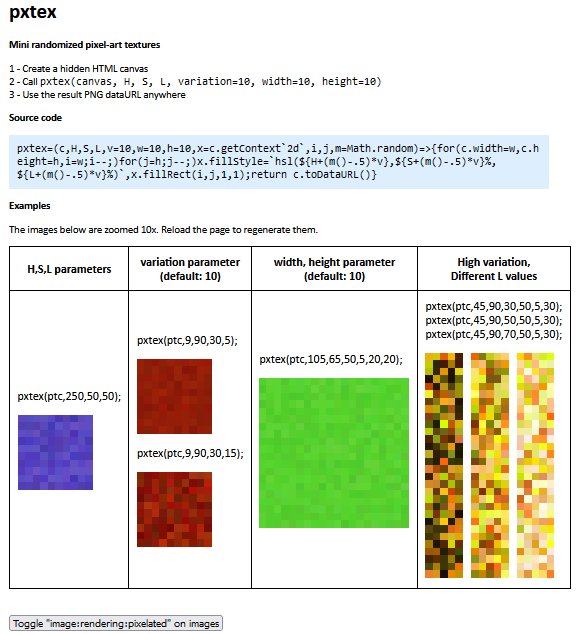 pxtex
Mini randomized pixel-art textures
1 - Create a hidden HTML canvas
2 - Call pxtex(canvas, H, S, L, variation=10, width=10, height=10)
3 - Use the result PNG dataURL anywhere
Source code
pxtex=(c,H,S,L,v=10,w=10,h=10,x=c.getContext`2d`,i,j,m=Math.random)=>{for(c.width=w,c.h
eight=h,i=w;i--;)for(j=h;j--;)x.fillStyle=`hsl(${H+(m()-.5)*v},${S+(m()-.5)*v}%,
${L+(m()-.5)*v}%)`,x.fillRect(i,j,1,1);return c.toDataURL()}
Examples
The images below are zoomed 10x. Reload the page to regenerate them.
H,S,L parameters
variation parameter
(default: 10)
width, height parameter
(default: 10)
High variation,
Different L values
pxtex(ptc,250,50,50);
pxtex(ptc,9,90,30,5);
pxtex(ptc,9,90,30,15);
pxtex(ptc,105,65,50,5,20,20);
pxtex(ptc,45,90,30,50,5,30);
pxtex(ptc,45,90,50,50,5,30);
pxtex(ptc,45,90,70,50,5,30);
Toggle "image:rendering:pixelated" on images